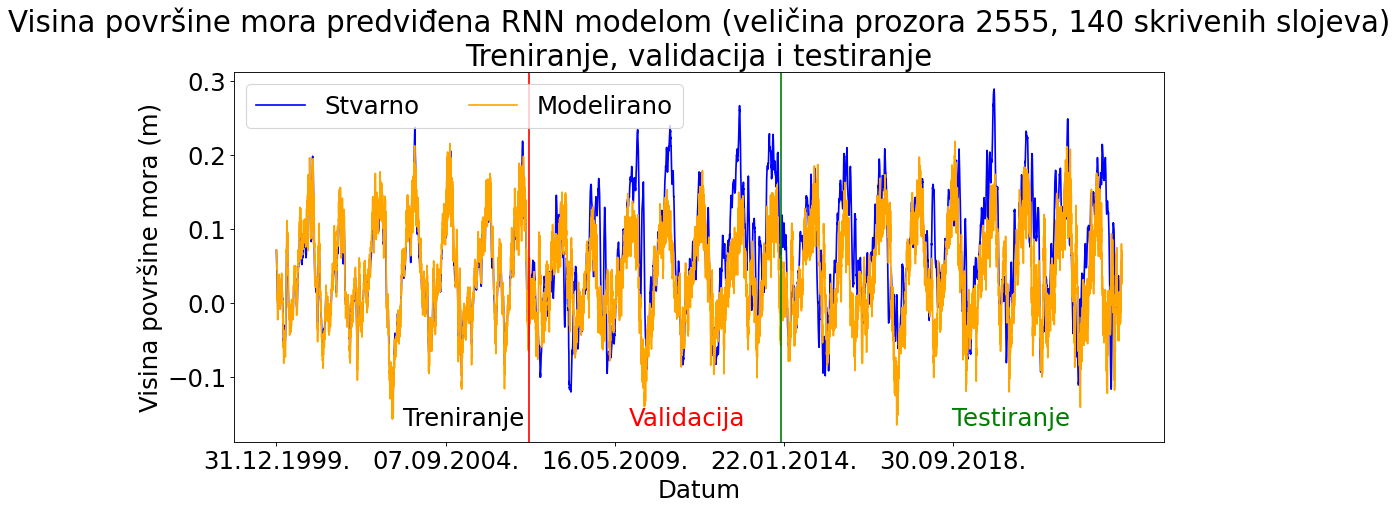 Visina površine mora predviđena RNN modelom (veličina prozora 2555, 140 skrivenih slojeva)
Treniranje, validacija i testiranje
Stvarno
Modelirano
Visina površine mora (m)
0.3
0.2
0.1
0.0
−0.1
Treniranje
Validacija
Testiranje
31.12.1999.
07.09.2004.
16.05.2009.
22.01.2014.
30.09.2018.
Datum